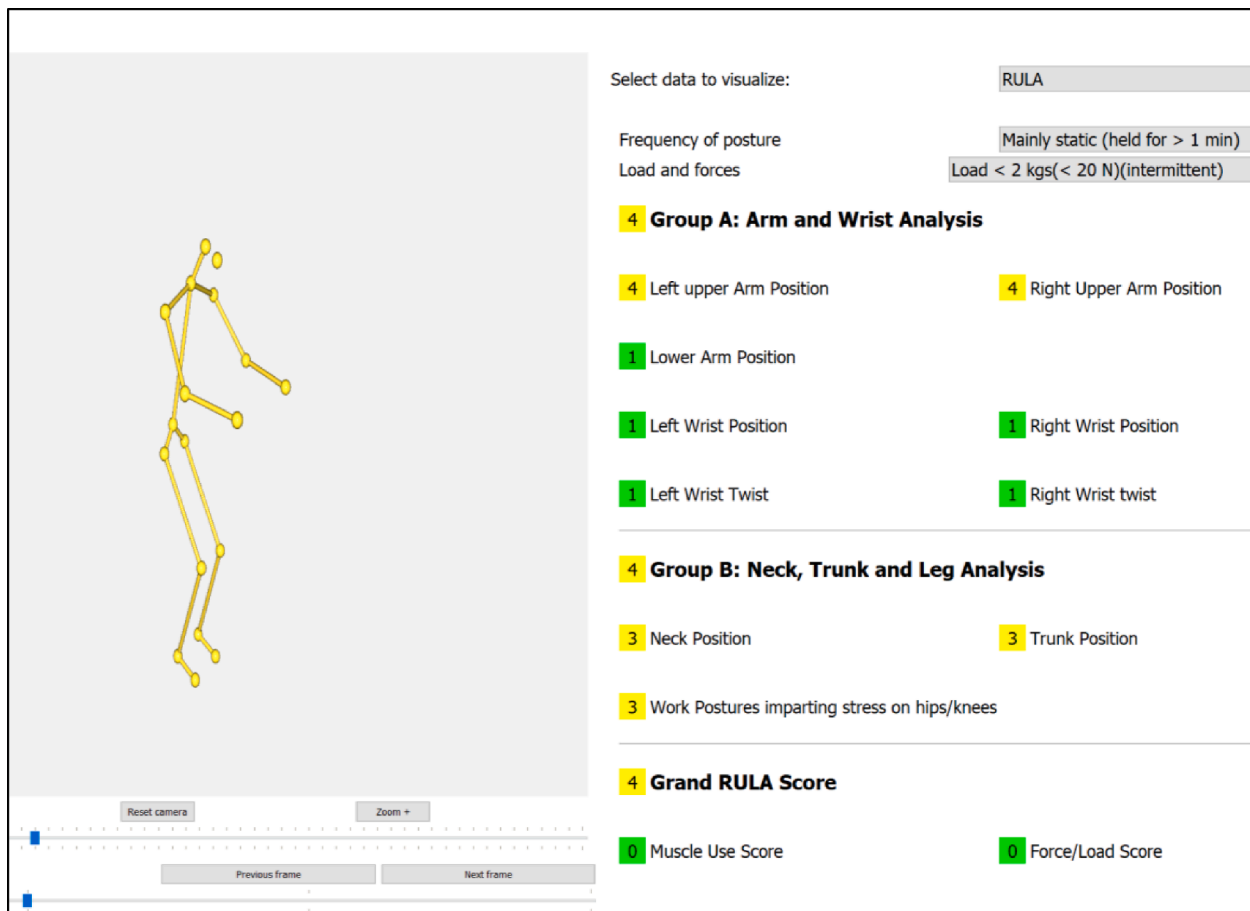 Select data to visualize: RULA
Frequency of posture Mainly static (held for > 1 min)
Load and forces Load < 2 kgs(< 20 N)(intermittent)
4 Group A: Arm and Wrist Analysis
4 Left upper Arm Position 4 Right Upper Arm Position
1 Lower Arm Position
1 Left Wrist Position 1 Right Wrist Position
1 Left Wrist Twist 1 Right Wrist twist
4 Group B: Neck, Trunk and Leg Analysis
3 Neck Position 3 Trunk Position
3 Work Postures imparting stress on hips/knees
4 Grand RULA Score
0 Muscle Use Score 0 Force/Load Score
Reset camera Zoom +
Previous frame Next frame